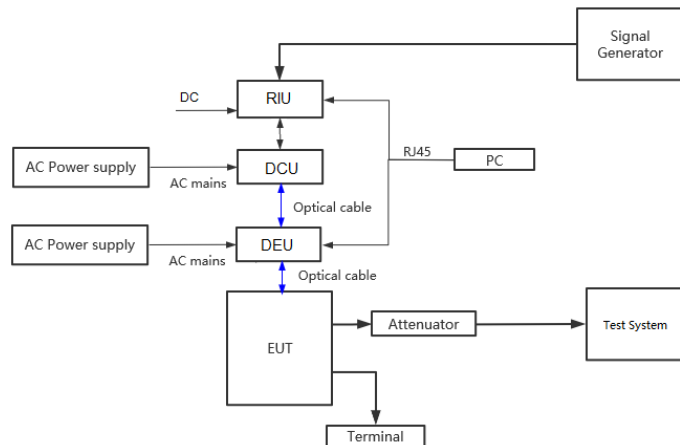 Signal
Generator
DC
RIU
RJ45
PC
AC Power supply
AC mains
DCU
Optical cable
AC Power supply
AC mains
DEU
Optical cable
EUT
Attenuator
Test System
Terminal